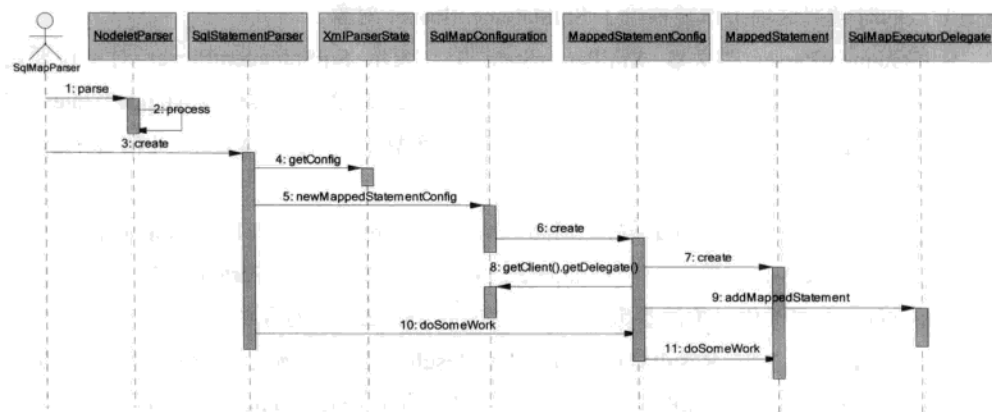 NodeletParser
SqlStatementParser
XmlParserState
SqlMapConfiguration
MappedStatementConfig
MappedStatement
SqlMapExecutorDelegate
SqlMapParser
1: parse
2: process
3: create
4: getConfig
5: newMappedStatementConfig
6: create
7: create
8: getClient().getDelegate()
9: addMappedStatement
10: doSomeWork
11: doSomeWork